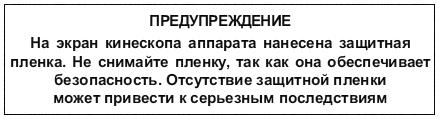 ПРЕДУПРЕЖДЕНИЕ
На экран кинескопа аппарата нанесена защитная
пленка. Не снимайте пленку, так как она обеспечивает
безопасность. Отсутствие защитной пленки
может привести к серьезным последствиям